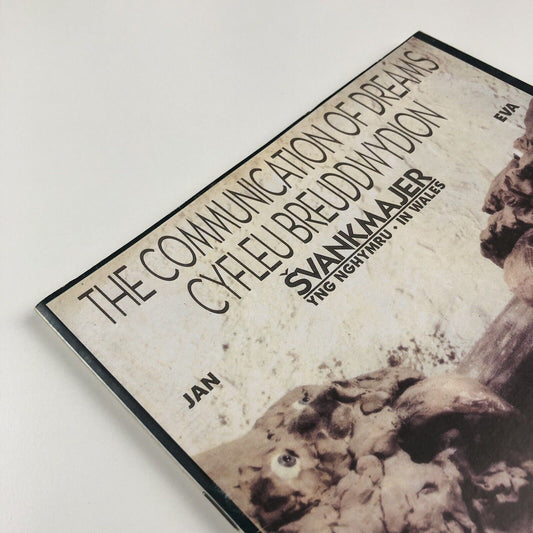 THE COMMUNICATION OF DREAMS
CYFLEU BREUDDWYDION
ŠVANKMAJER
YNG NGHYMRU • IN WALES
JAN
EVA